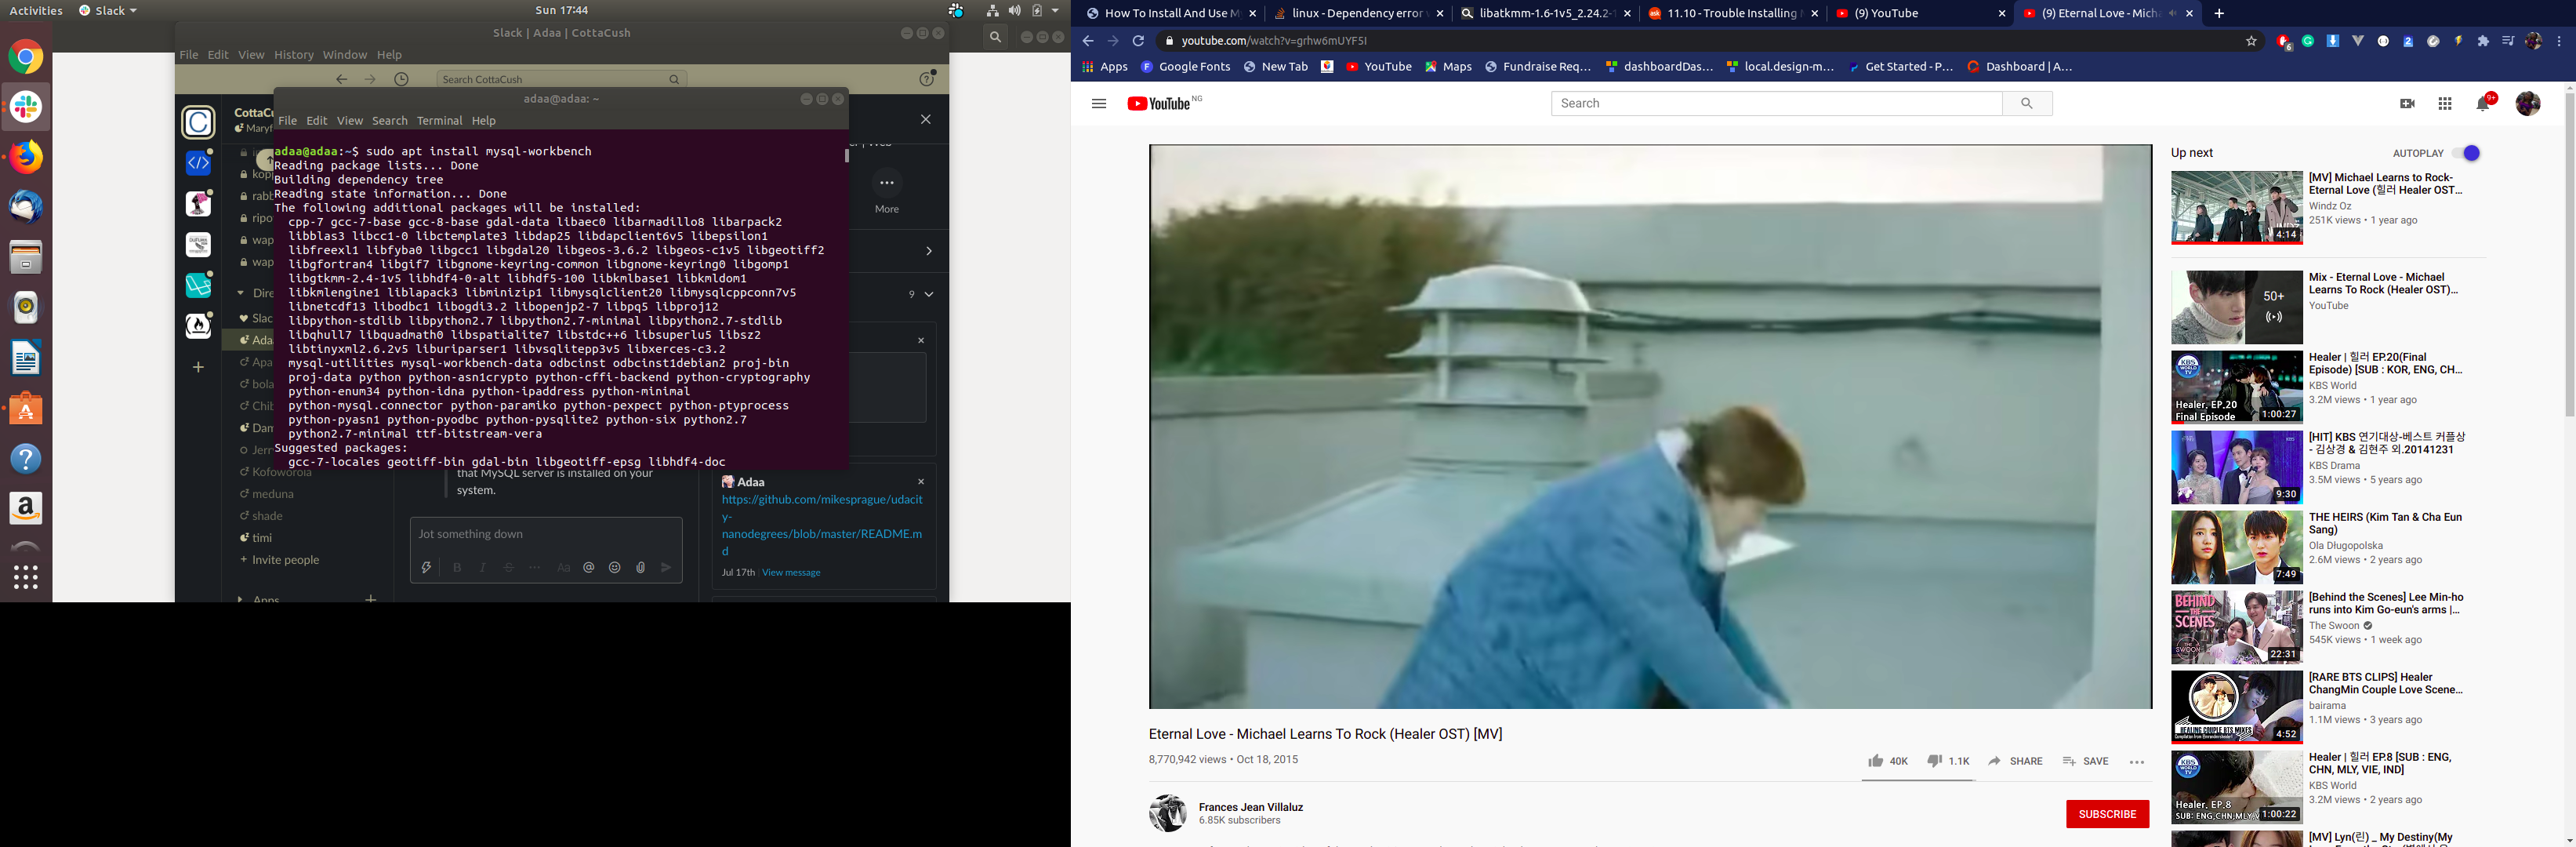 Activities
Slack
Sun 17:44
Slack | Adaa | CottaCush
File Edit View History Window Help
Search CottaCush
adaa@adaa: ~
File Edit View Search Terminal Help
adaa@adaa:~$ sudo apt install mysql-workbench
Reading package lists... Done
Building dependency tree
Reading state information... Done
The following additional packages will be installed:
cpp-7 gcc-7-base gcc-8-base gdal-data libaec0 libarmadillo8 libarpack2
libblas3 libcc1-0 libctemplate3 libdap25 libdapclient6v5 libepsilon1
libfreexl1 libfyba0 libgcc1 libgdal20 libgeos-3.6.2 libgeos-c1v5 libgeotiff2
libgfortran4 libgif7 libgnome-keyring-common libgnome-keyring0 libgomp1
libgtkmm-2.4-1v5 libhdf4-0-alt libhdf5-100 libkmlbase1 libkmldom1
libkmlengine1 liblapack3 libminizip1 libmysqlclient20 libmysqlcppconn7v5
libnetcdf13 libodbc1 libogdi3.2 libopenjp2-7 libpq5 libproj12
libpython-stdlib libpython2.7 libpython2.7-minimal libpython2.7-stdlib
libqhull7 libquadmath0 libspatialite7 libstdc++6 libsuperlu5 libsz2
libtinyxml2.6.2v5 liburiparser1 libvsqlitepp3v5 libxerces-c3.2
mysql-utilities mysql-workbench-data odbcinst odbcinst1debian2 proj-bin
proj-data python python-asn1crypto python-cffi-backend python-cryptography
python-enum34 python-idna python-ipaddress python-minimal
python-mysql.connector python-paramiko python-pexpect python-ptyprocess
python-pyasn1 python-pyodbc python-pysqlite2 python-six python2.7
python2.7-minimal ttf-bitstream-vera
Suggested packages:
gcc-7-locales geotiff-bin gdal-bin libgeotiff-epsg libhdf4-doc
CottaCu
Maryf
kop
rabb
ripo
wap
wap
Dire
Slac
Ada
Apa
bola
Chib
Dam
Jerr
Kofoworola
meduna
shade
timi
+ Invite people
Apps
that MySQL server is installed on your
system.
Jot something down
More
9
Adaa
https://github.com/mikesprague/udacit
y-
nanodegrees/blob/master/README.m
d
Jul 17th | View message
How To Install And Use M
linux - Dependency error
libatkmm-1.6-1v5_2.24.2-1
11.10 - Trouble Installing
(9) YouTube
(9) Eternal Love - Mich
youtube.com/watch?v=grhw6mUYF5I
Apps
Google Fonts
New Tab
YouTube
Maps
Fundraise Req...
dashboardDas...
local.design-m...
Get Started - P...
Dashboard | A...
YouTube NG
Search
9+
Eternal Love - Michael Learns To Rock (Healer OST) [MV]
8,770,942 views • Oct 18, 2015
40K
1.1K
SHARE
SAVE
Frances Jean Villaluz
6.85K subscribers
SUBSCRIBE
Up next
AUTOPLAY
[MV] Michael Learns to Rock-
Eternal Love (힐러 Healer OST...
Windz Oz
251K views • 1 year ago
4:14
Mix - Eternal Love - Michael
Learns To Rock (Healer OST)...
YouTube
50+
Healer | 힐러 EP.20(Final
Episode) [SUB : KOR, ENG, CH...
KBS World
3.2M views • 1 year ago
Healer, EP.20
Final Episode
1:00:27
[HIT] KBS 연기대상-베스트 커플상
- 김상경 & 김현주 외.20141231
KBS Drama
3.5M views • 5 years ago
9:30
THE HEIRS (Kim Tan & Cha Eun
Sang)
Ola Długopolska
2.6M views • 2 years ago
7:49
[Behind the Scenes] Lee Min-ho
runs into Kim Go-eun's arms |...
The Swoon
545K views • 1 week ago
BEHIND
THE
SCENES
22:31
[RARE BTS CLIPS] Healer
ChangMin Couple Love Scene...
bairama
1.1M views • 3 years ago
4:52
Healer | 힐러 EP.8 [SUB : ENG,
CHN, MLY, VIE, IND]
KBS World
3.2M views • 2 years ago
Healer, EP.8
SUB: ENG,CHN,MLY,V
1:00:22
[MV] Lyn(린) _ My Destiny(My